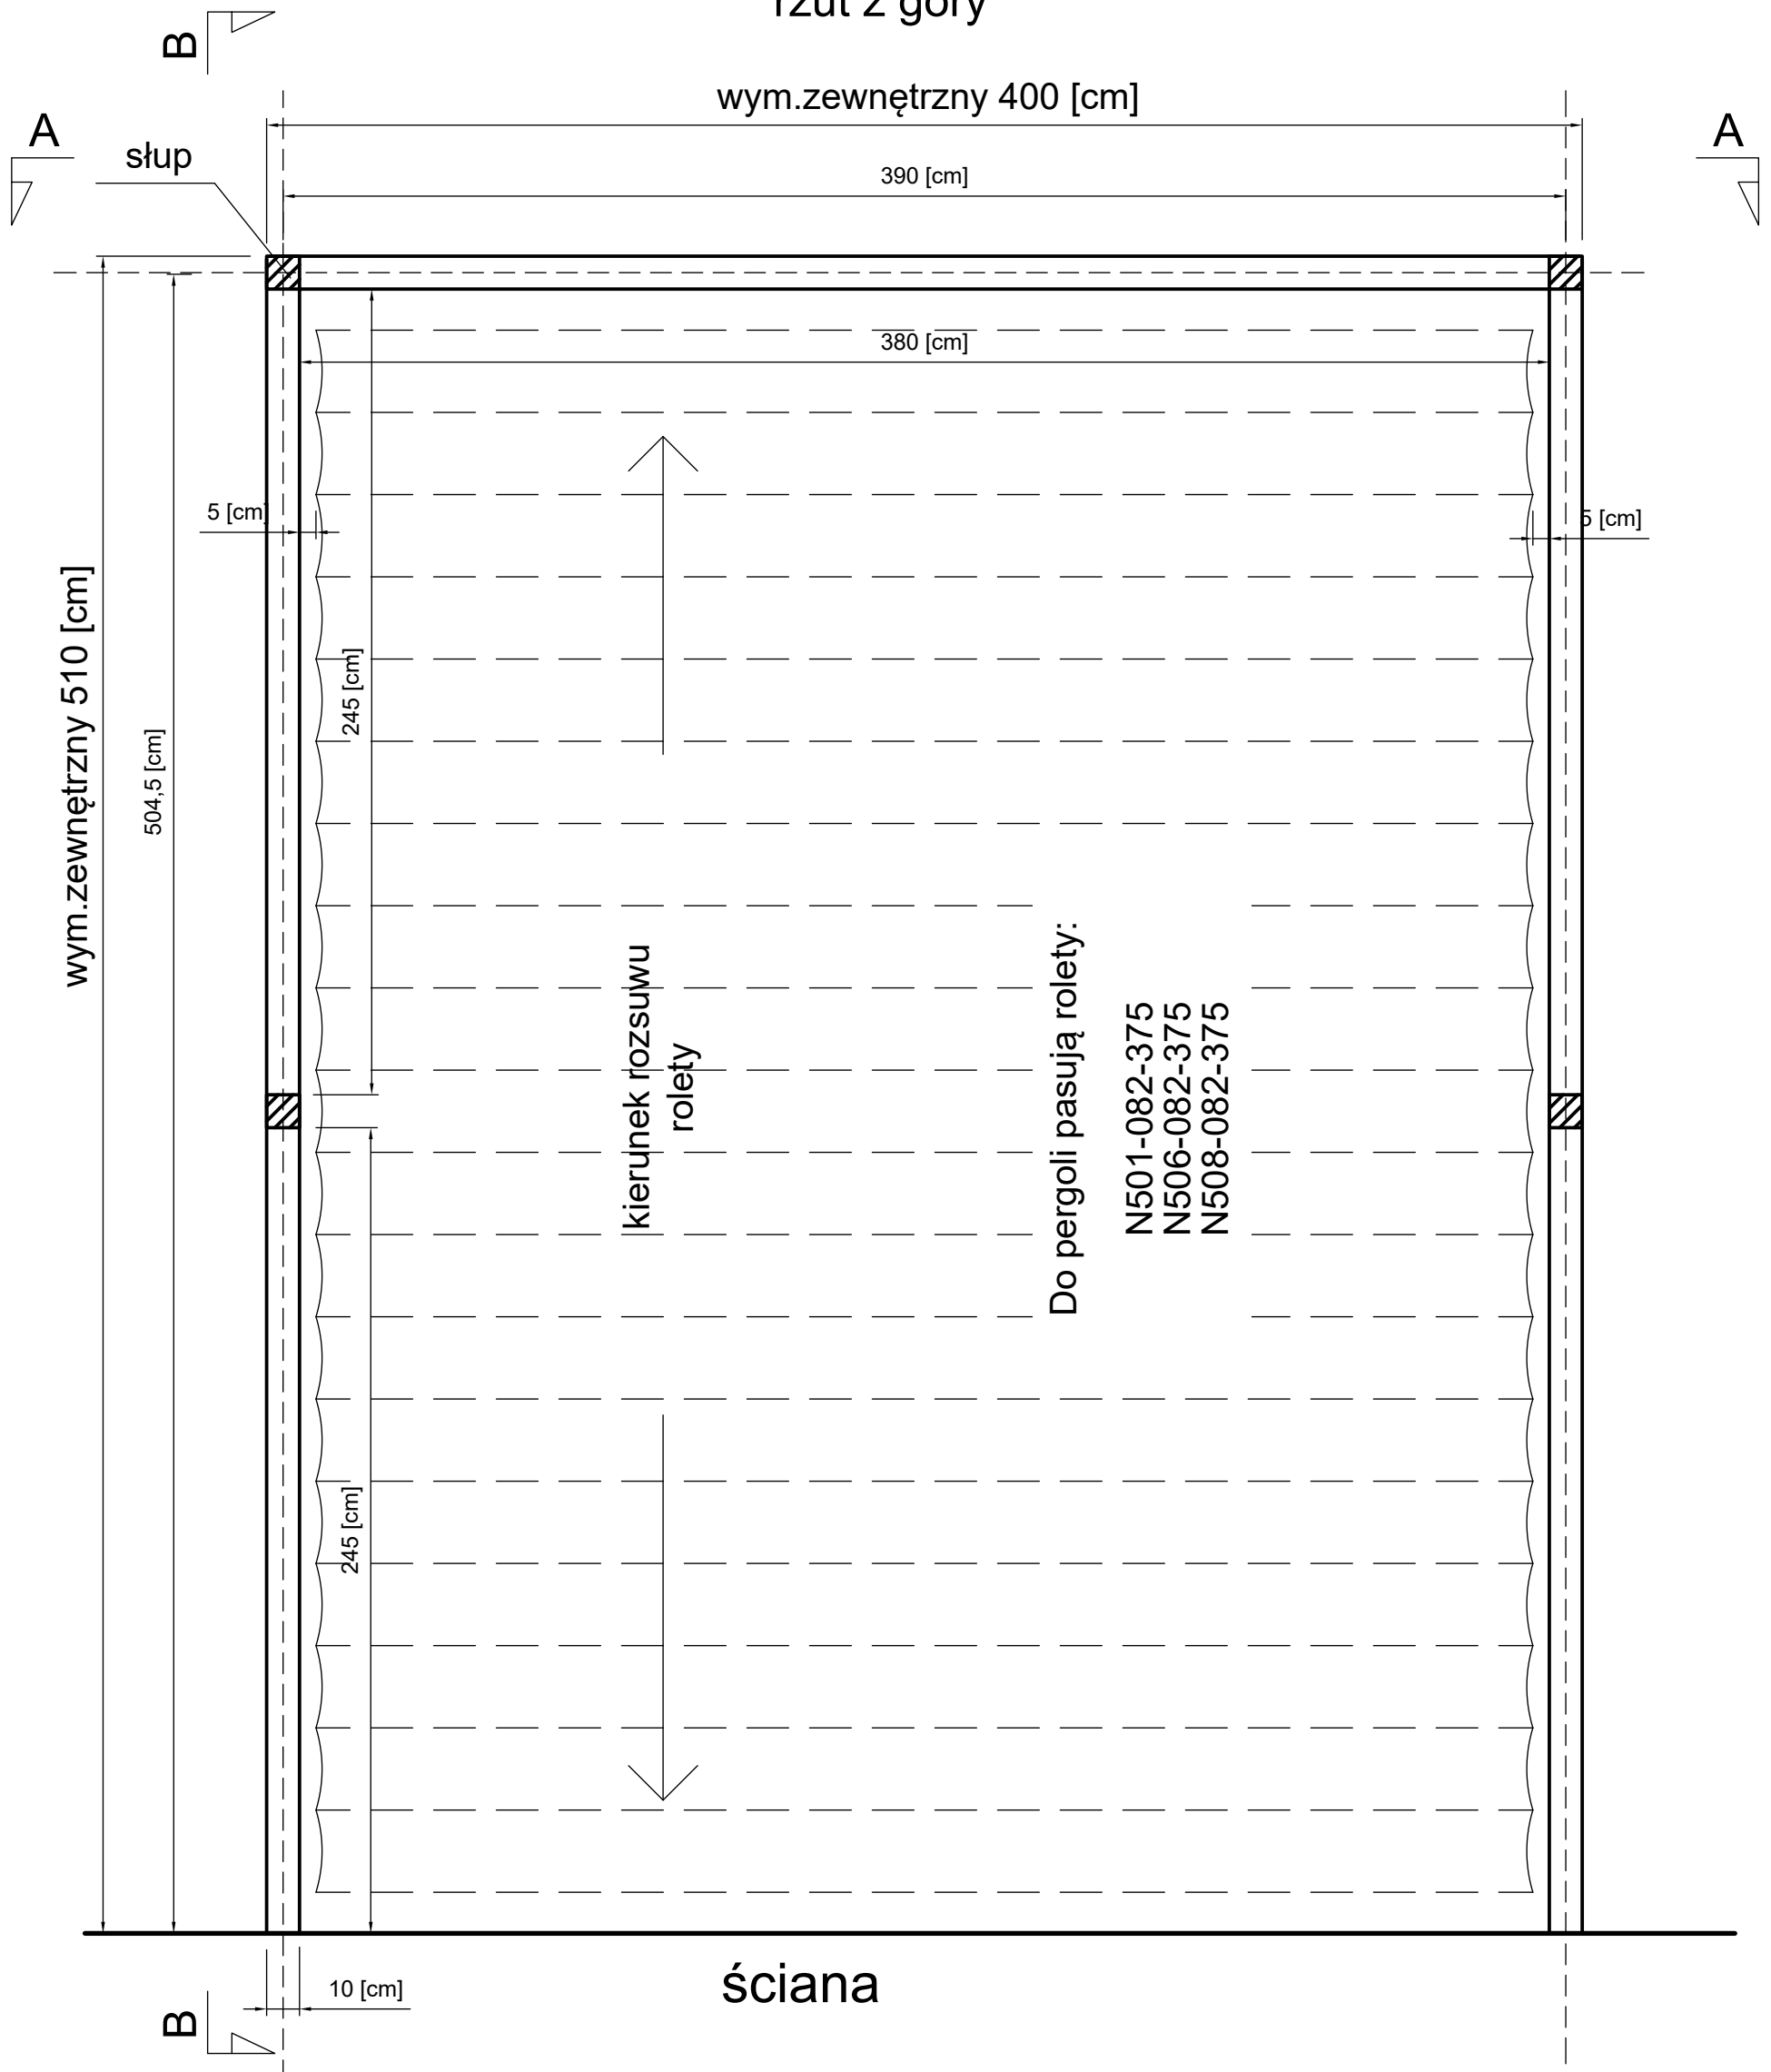 rzut z góry
B
wym.zewnętrzny 400 [cm]
A
A
słup
390 [cm]
380 [cm]
5 [cm]
5 [cm]
wym.zewnętrzny 510 [cm]
504,5 [cm]
245 [cm]
kierunek rozsuwu
rolety
Do pergoli pasują rolety:
N501-082-375
N506-082-375
N508-082-375
245 [cm]
ściana
10 [cm]
B